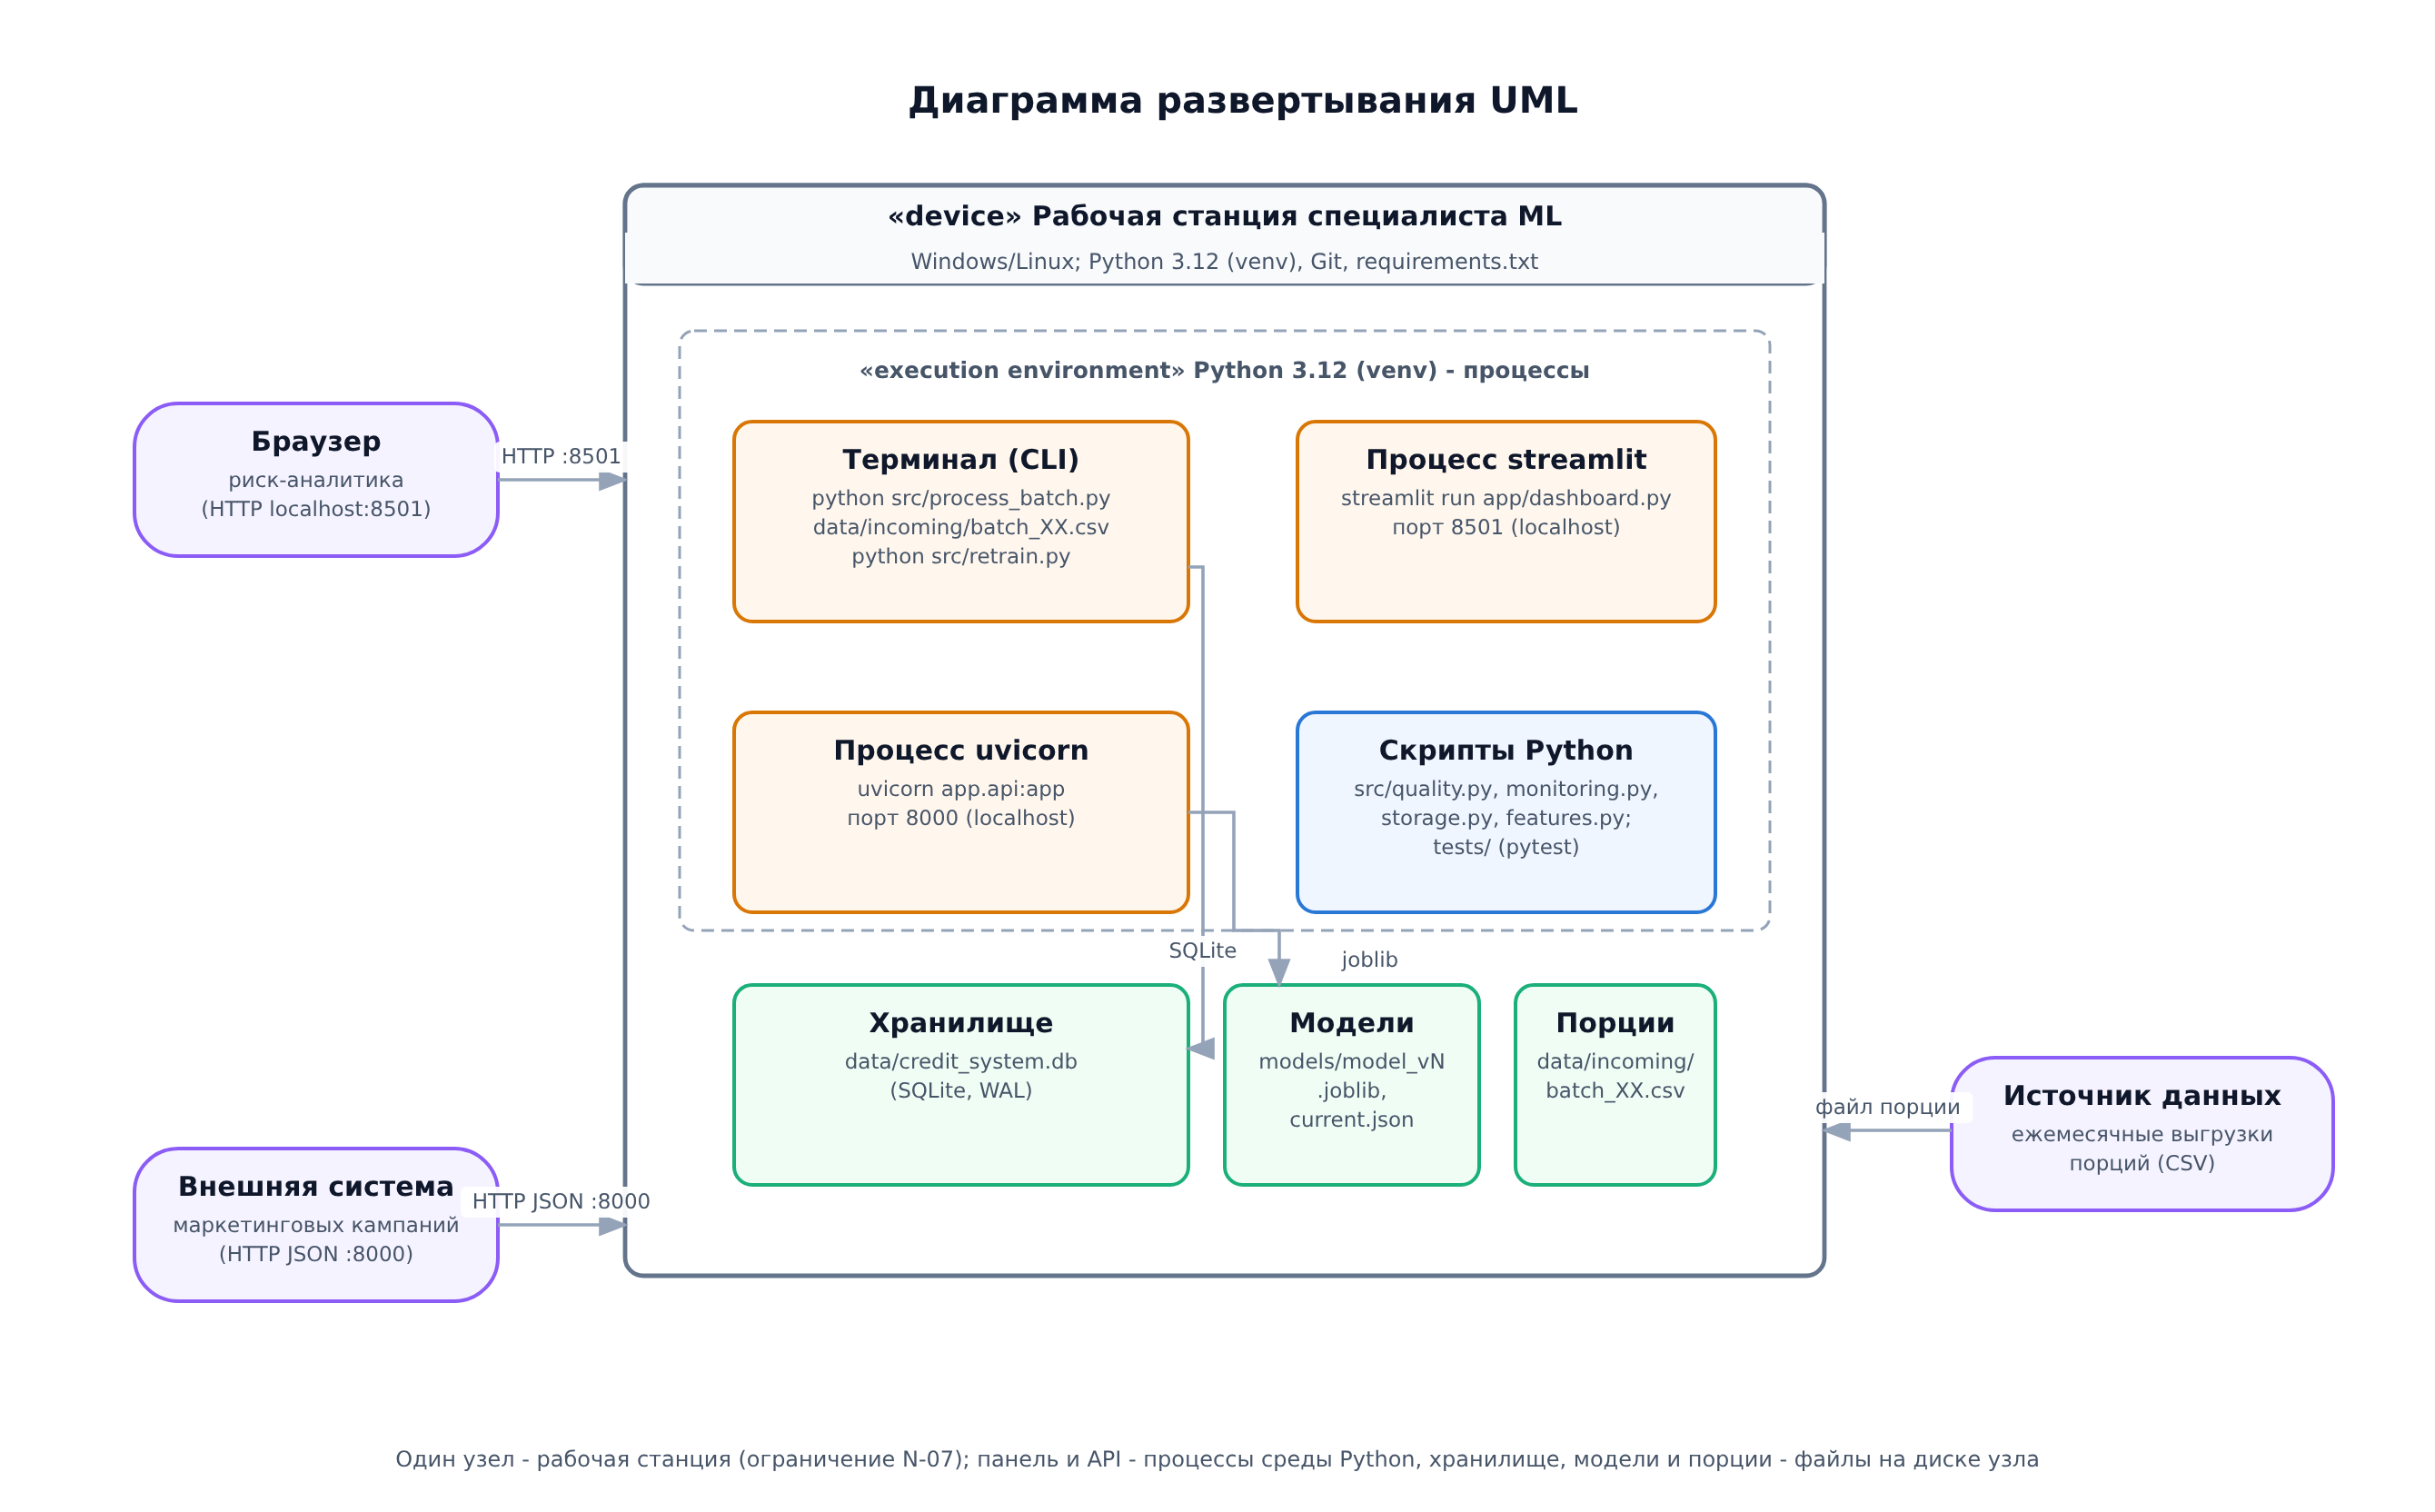 Диаграмма развертывания UML
«device» Рабочая станция специалиста ML
Windows/Linux; Python 3.12 (venv), Git, requirements.txt
«execution environment» Python 3.12 (venv) - процессы
Браузер
риск-аналитика
(HTTP localhost:8501)
HTTP :8501
Терминал (CLI)
python src/process_batch.py
data/incoming/batch_XX.csv
python src/retrain.py
Процесс streamlit
streamlit run app/dashboard.py
порт 8501 (localhost)
Процесс uvicorn
uvicorn app.api:app
порт 8000 (localhost)
Скрипты Python
src/quality.py, monitoring.py,
storage.py, features.py;
tests/ (pytest)
SQLite
joblib
Хранилище
data/credit_system.db
(SQLite, WAL)
Модели
models/model_vN
.joblib,
current.json
Порции
data/incoming/
batch_XX.csv
файл порции
Источник данных
ежемесячные выгрузки
порций (CSV)
Внешняя система
маркетинговых кампаний
(HTTP JSON :8000)
HTTP JSON :8000
Один узел - рабочая станция (ограничение N-07); панель и API - процессы среды Python, хранилище, модели и порции - файлы на диске узла